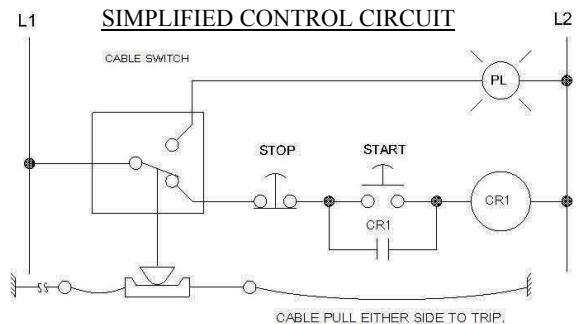 SIMPLIFIED CONTROL CIRCUIT
L1
L2
CABLE SWITCH
PL
STOP
START
CR1
CR1
CABLE PULL EITHER SIDE TO TRIP.